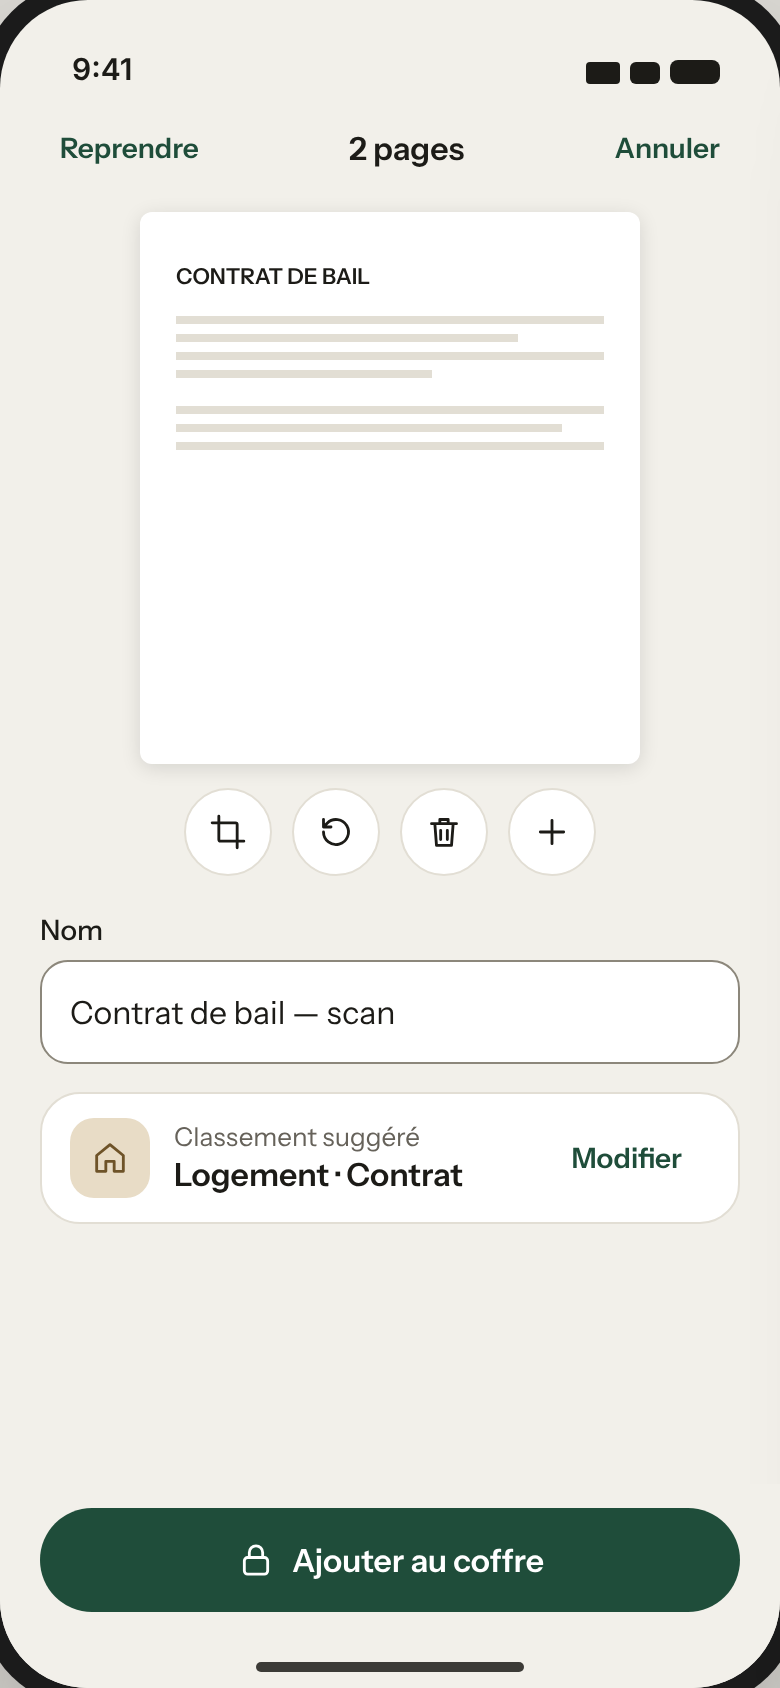 9:41
Reprendre
2 pages
Annuler
CONTRAT DE BAIL
Nom
Contrat de bail — scan
Classement suggéré
Logement · Contrat
Modifier
Ajouter au coffre